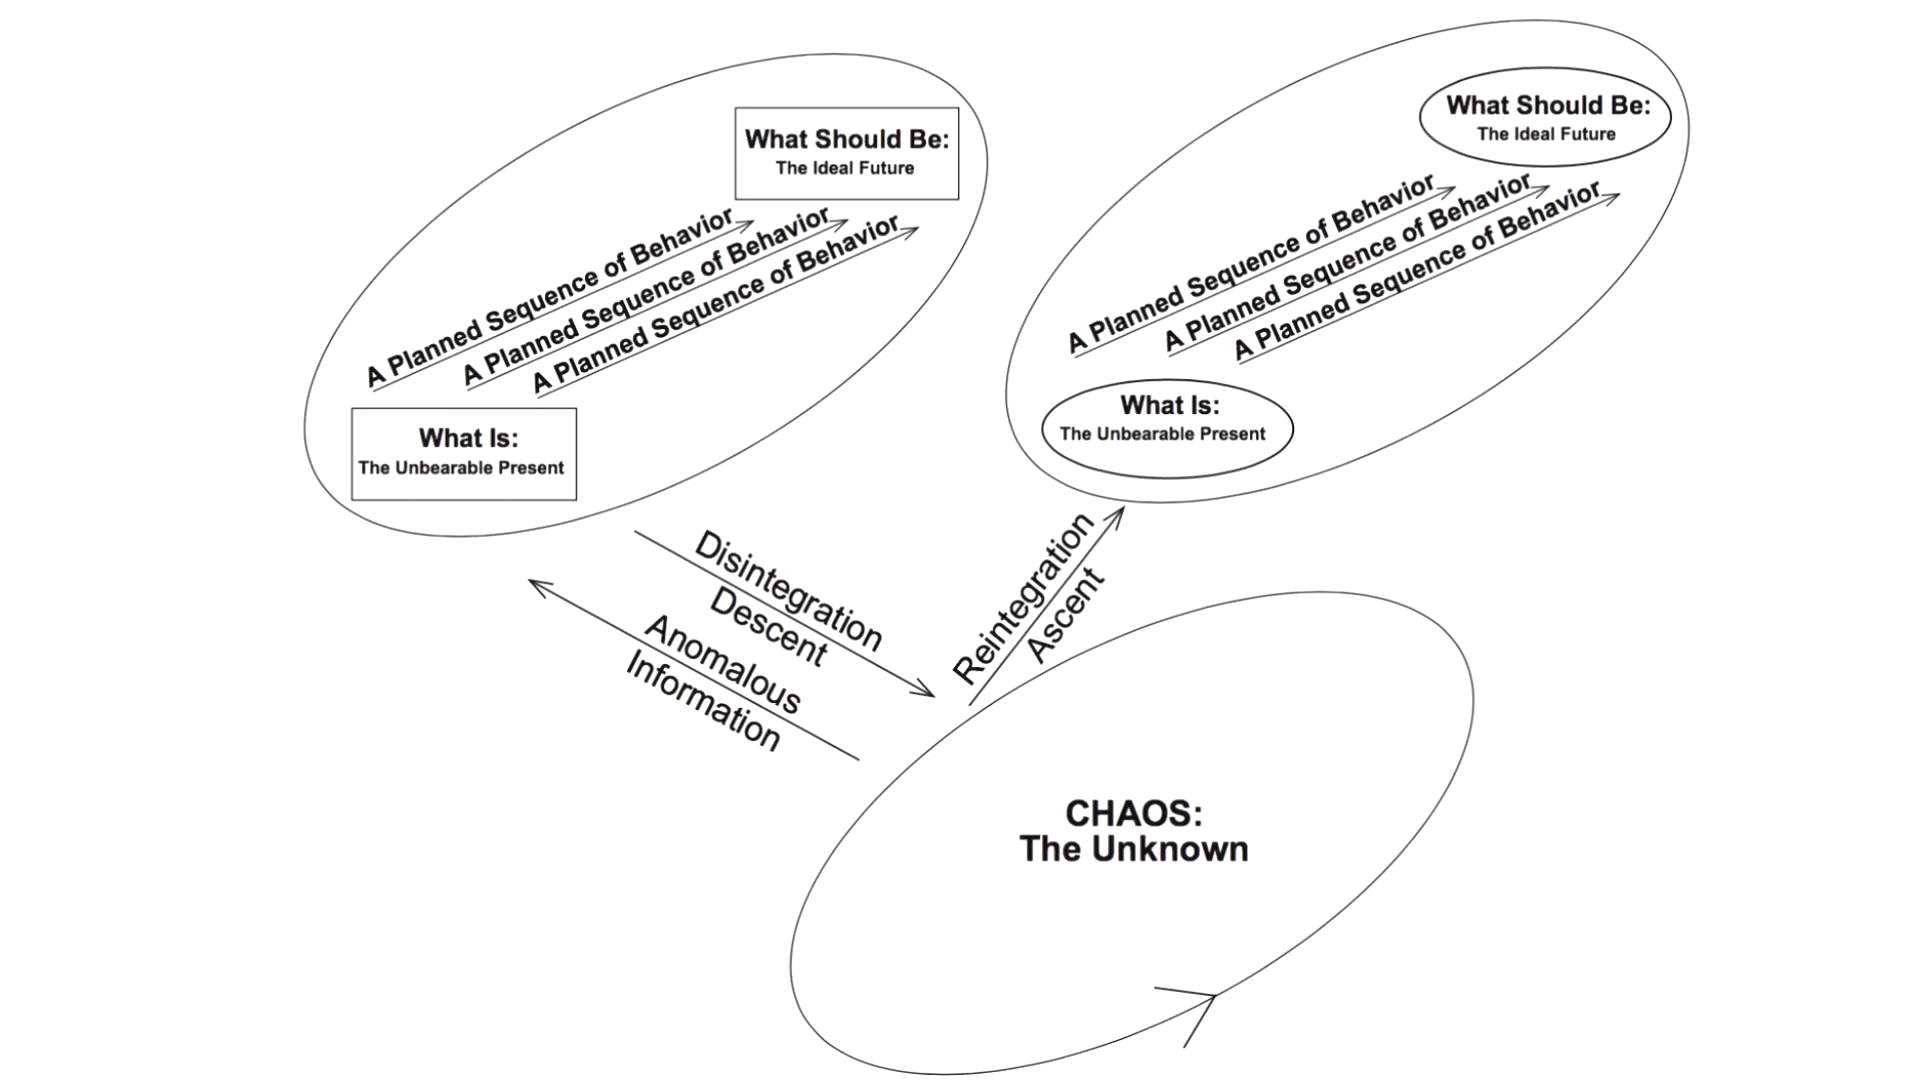 What Should Be:
The Ideal Future
A Planned Sequence of Behavior
A Planned Sequence of Behavior
A Planned Sequence of Behavior
What Is:
The Unbearable Present
What Should Be:
The Ideal Future
A Planned Sequence of Behavior
A Planned Sequence of Behavior
A Planned Sequence of Behavior
What Is:
The Unbearable Present
Disintegration
Descent
Anomalous
Information
Reintegration
Ascent
CHAOS:
The Unknown